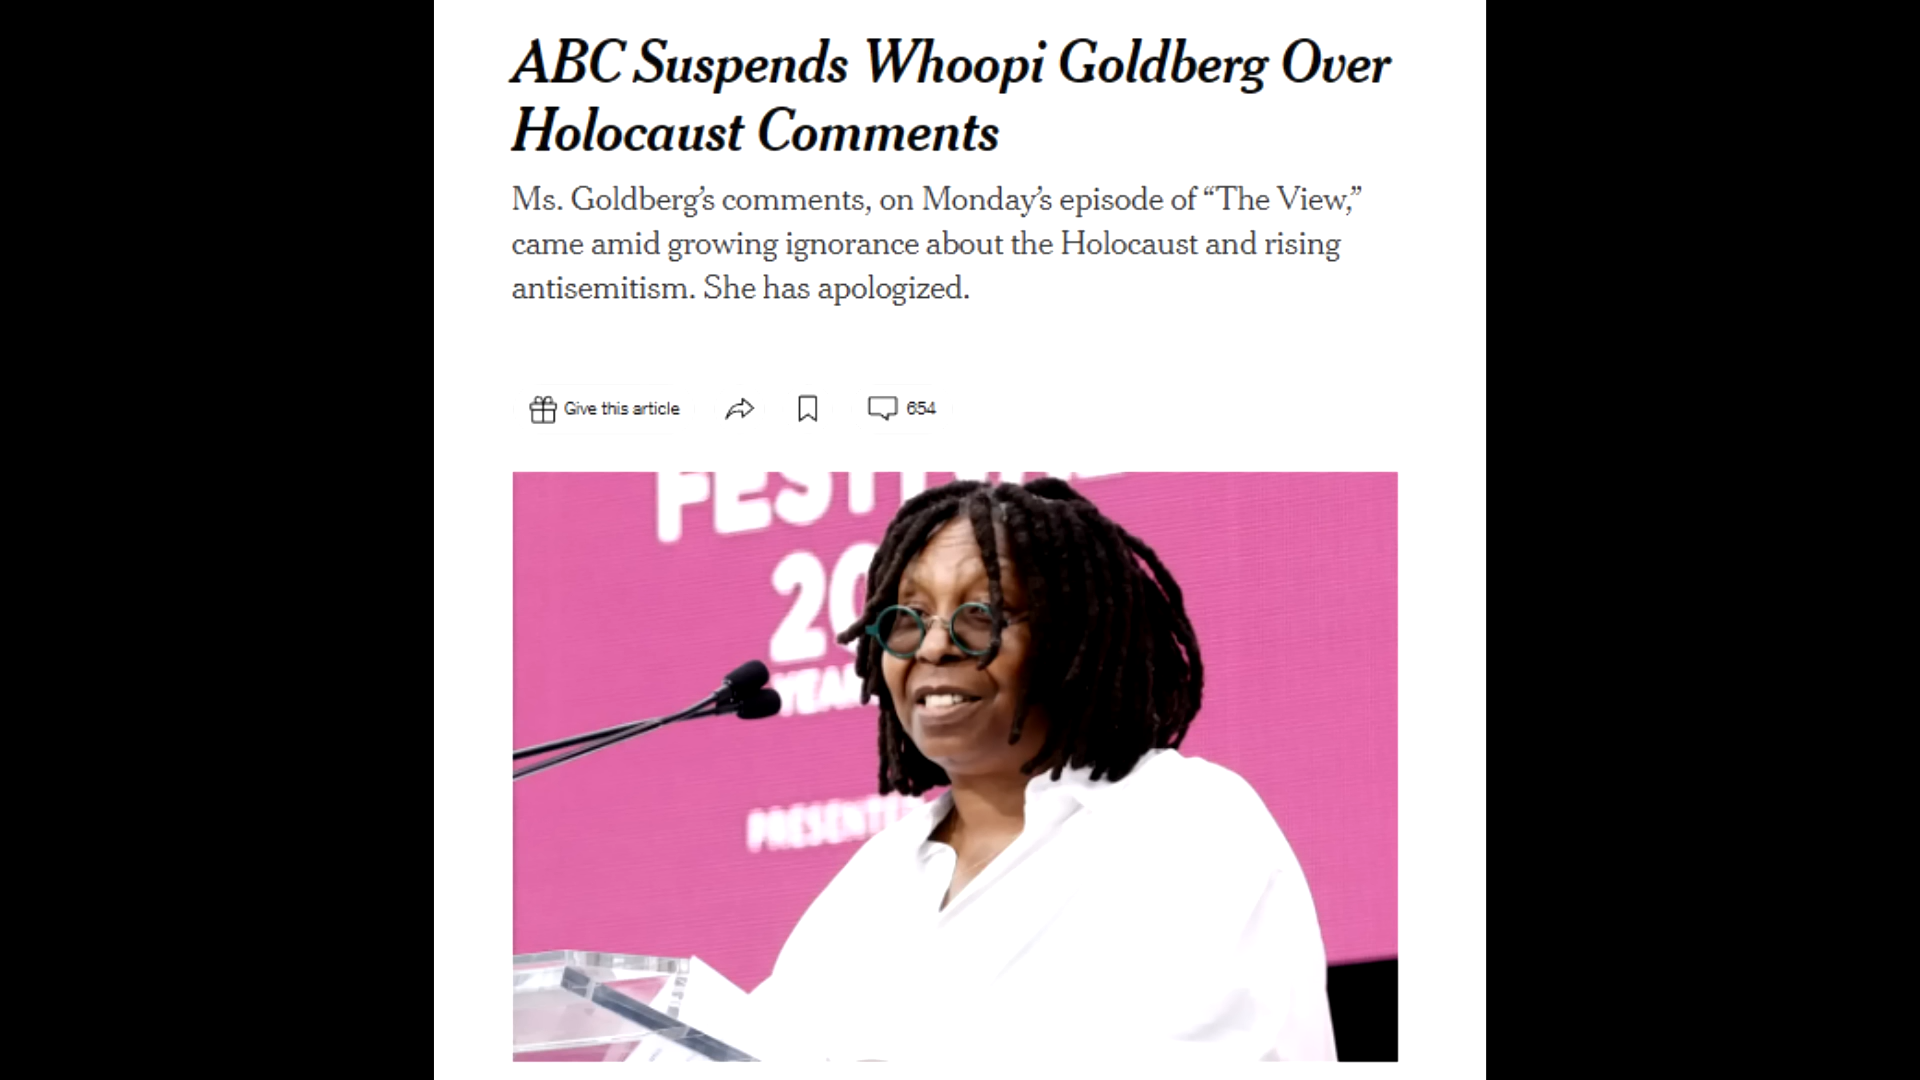 ABC Suspends Whoopi Goldberg Over
Holocaust Comments
Ms. Goldberg’s comments, on Monday’s episode of “The View,”
came amid growing ignorance about the Holocaust and rising
antisemitism. She has apologized.
Give this article
654
20